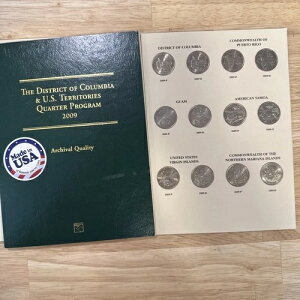 THE DISTRICT OF COLUMBIA
& U.S. TERRITORIES
QUARTER PROGRAM
2009
Made in
USA
Archival Quality
DISTRICT OF COLUMBIA
COMMONWEALTH OF
PUERTO RICO
GUAM
AMERICAN SAMOA
UNITED STATES
VIRGIN ISLANDS
COMMONWEALTH OF THE
NORTHERN MARIANA ISLANDS